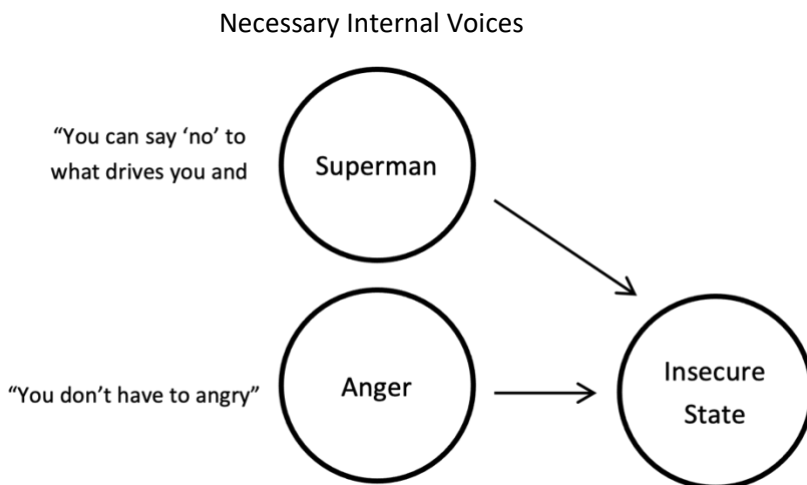 Necessary Internal Voices
“You can say ‘no’ to
what drives you and
Superman
“You don’t have to angry”
Anger
Insecure
State